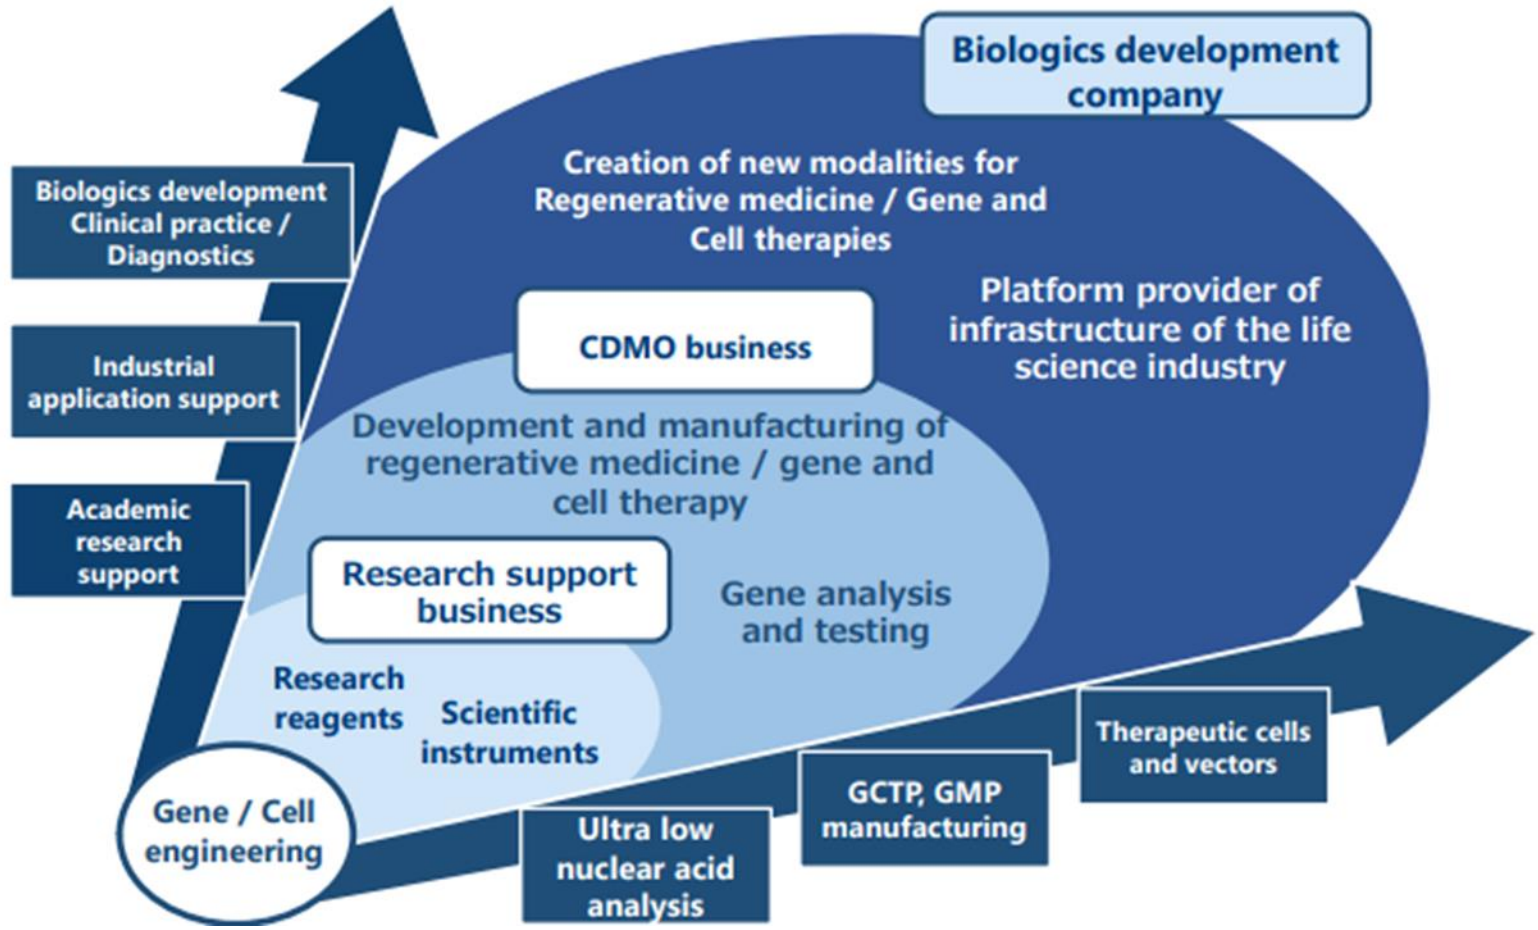 Biologics development
company
Creation of new modalities for
Regenerative medicine / Gene and
Cell therapies
Biologics development
Clinical practice /
Diagnostics
Platform provider of
infrastructure of the life
science industry
CDMO business
Industrial
application support
Development and manufacturing of
regenerative medicine / gene and
cell therapy
Academic
research
support
Research support
business
Gene analysis
and testing
Research
reagents
Scientific
instruments
Therapeutic cells
and vectors
GCTP, GMP
manufacturing
Gene / Cell
engineering
Ultra low
nuclear acid
analysis